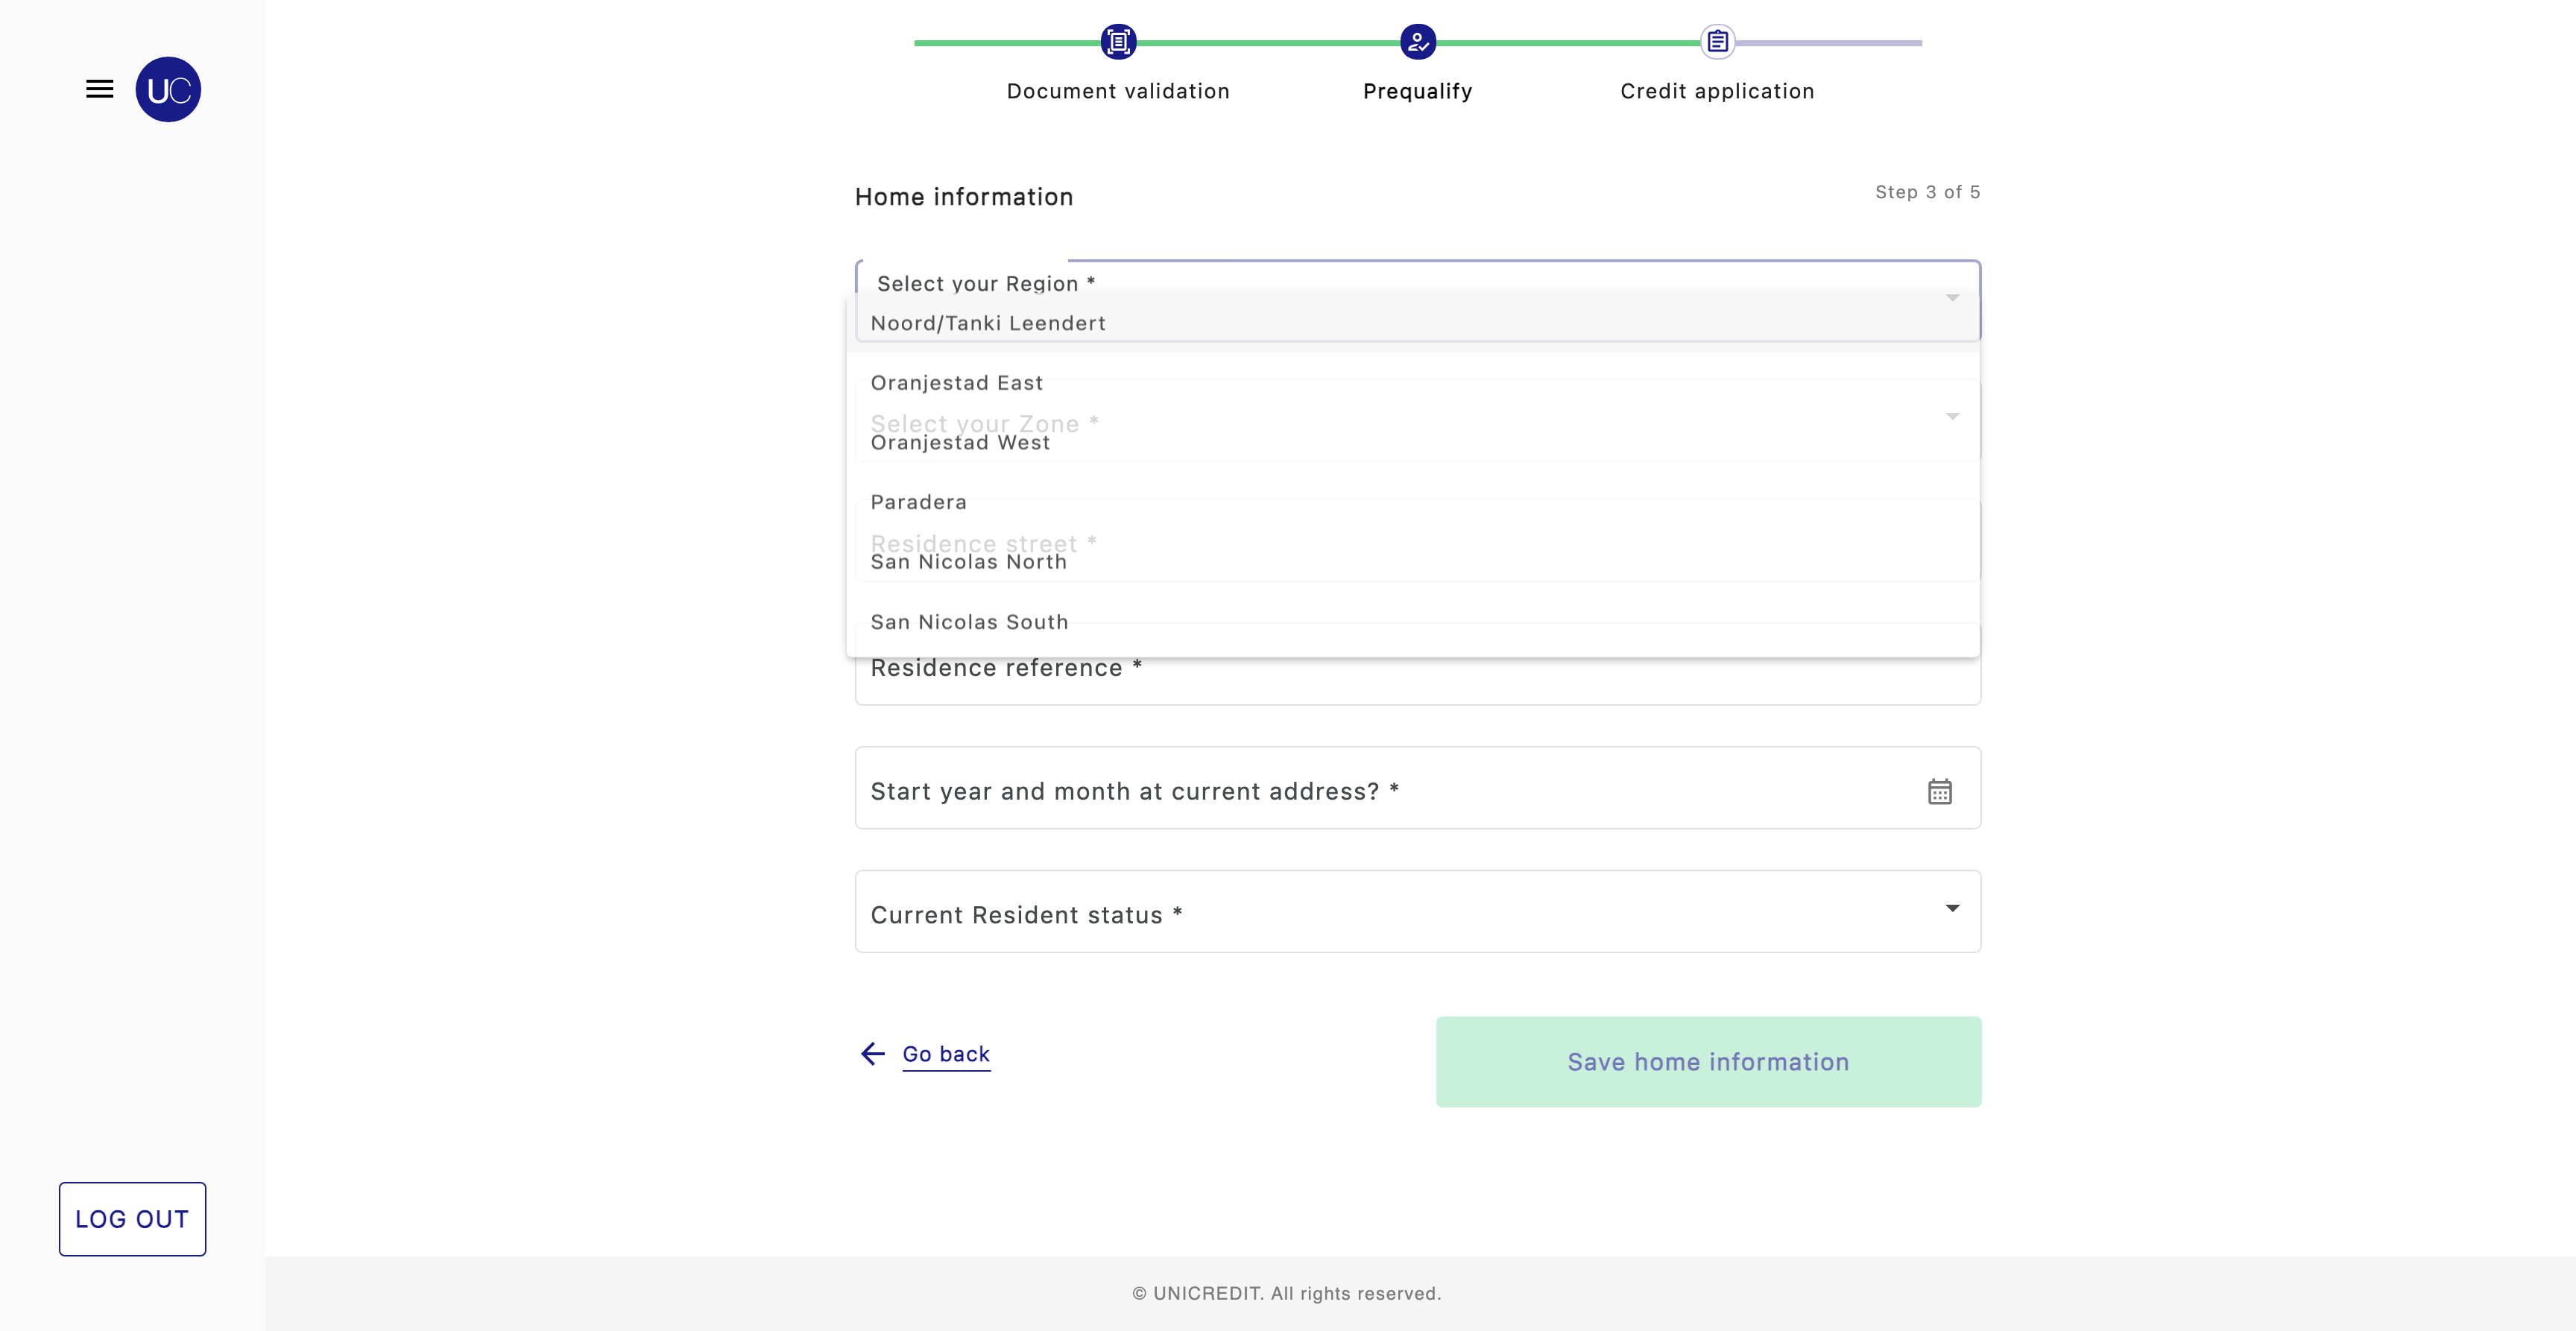 UC
Document validation
Prequalify
Credit application
Home information
Step 3 of 5
Select your Region *
Noord/Tanki Leendert
Oranjestad East
Select your Zone *
Oranjestad West
Paradera
Residence street *
San Nicolas North
San Nicolas South
Residence reference *
Start year and month at current address? *
Current Resident status *
Go back
Save home information
LOG OUT
© UNICREDIT. All rights reserved.